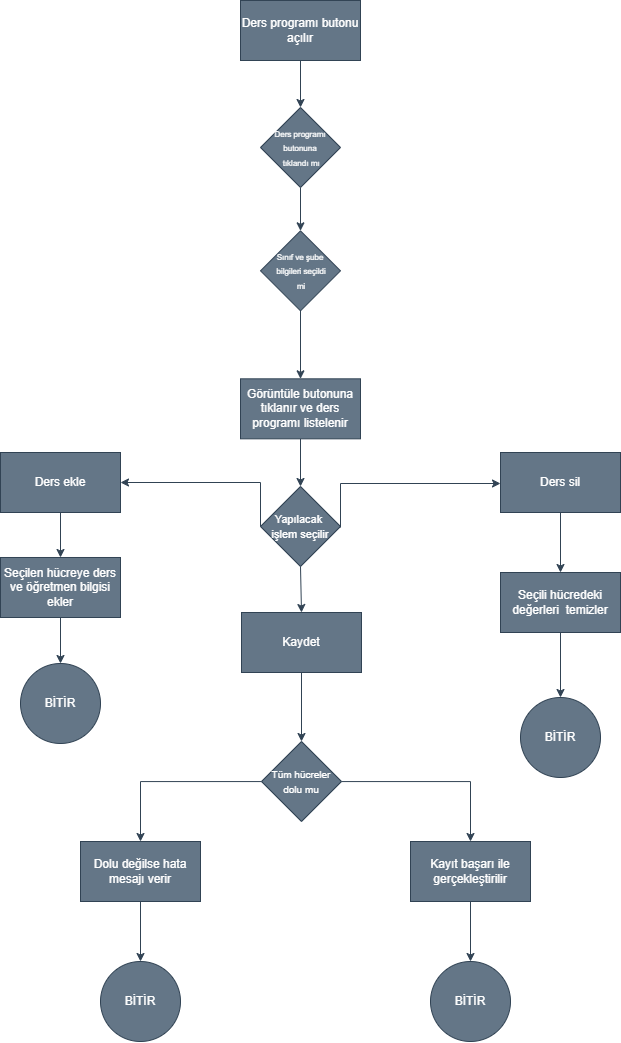 Ders programı butonu
açılır
Ders programı
butonuna
tıklandı mı
Sınıf ve şube
bilgileri seçildi
mi
Görüntüle butonuna
tıklanır ve ders
programı listelenir
Yapılacak
işlem seçilir
Ders ekle
Seçilen hücreye ders
ve öğretmen bilgisi
ekler
BİTİR
Ders sil
Seçili hücredeki
değerleri temizler
BİTİR
Kaydet
Tüm hücreler
dolu mu
Dolu değilse hata
mesajı verir
BİTİR
Kayıt başarı ile
gerçekleştirilir
BİTİR